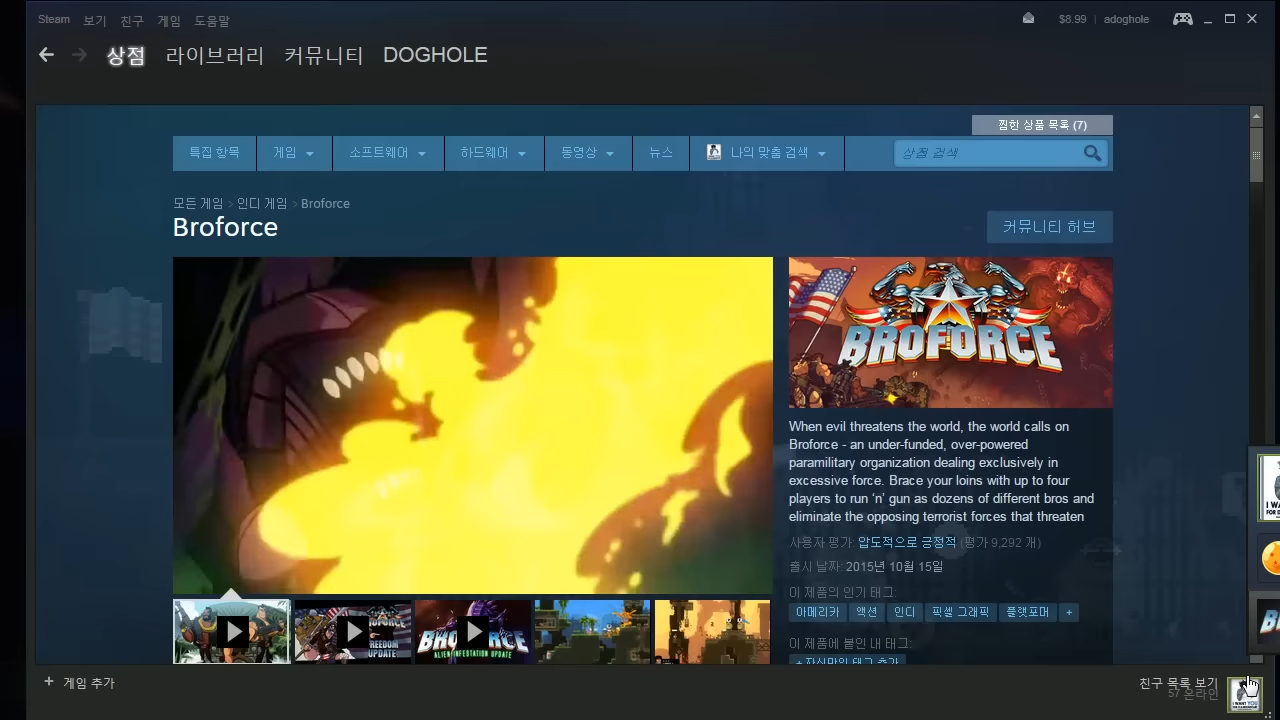 Steam 보기 친구 게임 도움말
$8.99 | adoghole
상점 라이브러리 커뮤니티 DOGHOLE
찜한 상품 목록 (7)
특집 항목 게임 소프트웨어 하드웨어 동영상 뉴스 나의 맞춤 검색 상점 검색
모든 게임 > 인디 게임 > Broforce
Broforce
커뮤니티 허브
BROFORCE
When evil threatens the world, the world calls on
Broforce - an under-funded, over-powered
paramilitary organization dealing exclusively in
excessive force. Brace your loins with up to four
players to run 'n' gun as dozens of different bros and
eliminate the opposing terrorist forces that threaten
사용자 평가: 압도적으로 긍정적 (평가 9,292 개)
출시 날짜: 2015년 10월 15일
이 제품의 인기 태그:
아메리카 액션 인디 픽셀 그래픽 플랫포머 +
이 제품에 붙인 내 태그:
+ 자신만의 태그 추가
FREEDOM
UPDATE
ALIEN INFESTATION UPDATE
+ 게임 추가
친구 목록 보기
57 온라인